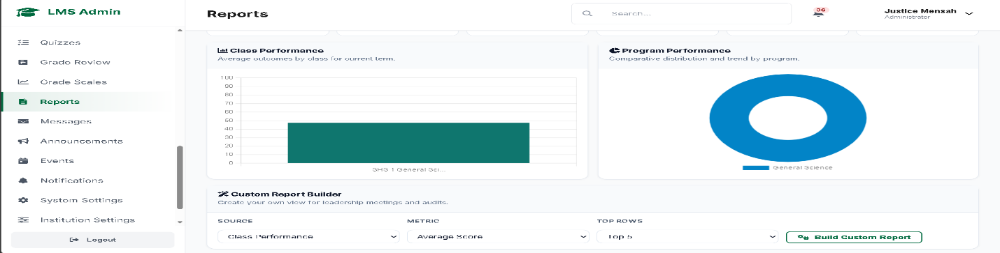 LMS Admin
Reports
Search...
36
Justice Mensah
Administrator
Quizzes
Grade Review
Grade Scales
Reports
Messages
Announcements
Events
Notifications
System Settings
Institution Settings
Logout
Class Performance
Average outcomes by class for current term.
100
90
80
70
60
50
40
30
20
10
0
SHS 1 General Sci...
Program Performance
Comparative distribution and trend by program.
General Science
Custom Report Builder
Create your own view for leadership meetings and audits.
SOURCE
METRIC
TOP ROWS
Class Performance
Average Score
Top 5
Build Custom Report